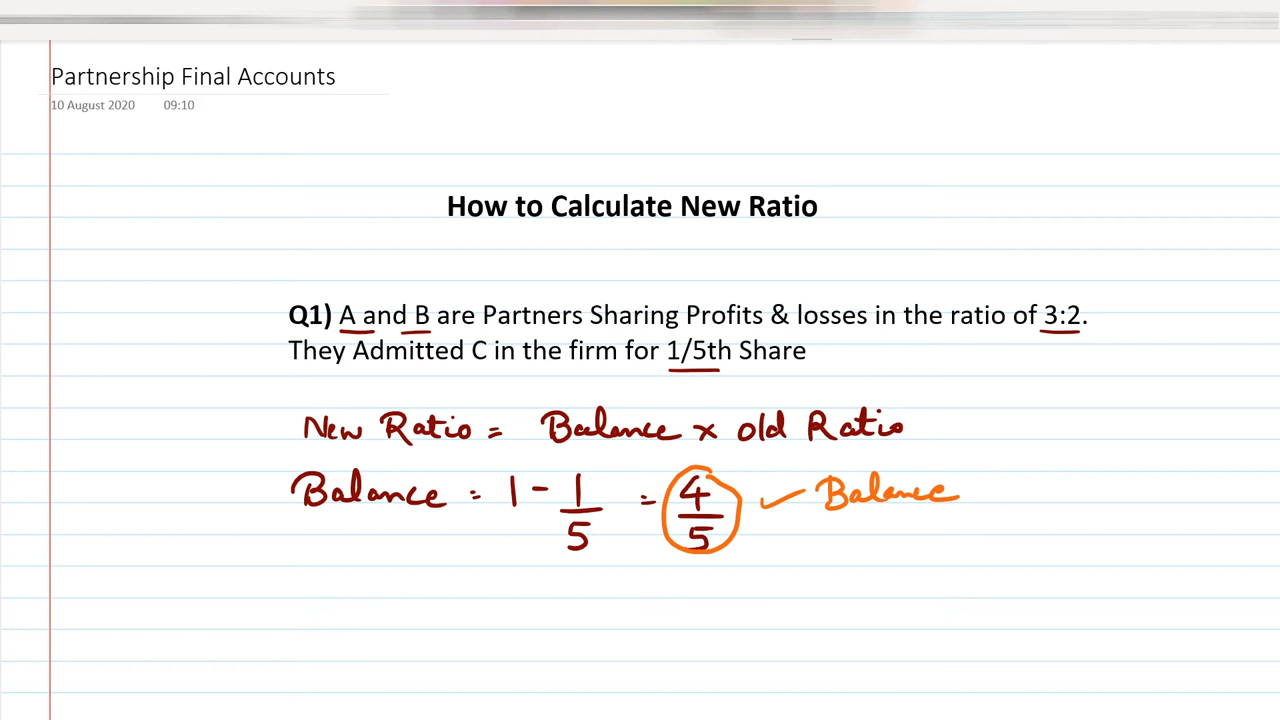 Partnership Final Accounts
10 August 2020 09:10
How to Calculate New Ratio
Q1) A and B are Partners Sharing Profits & losses in the ratio of 3:2.
They Admitted C in the firm for 1/5th Share
New Ratio = Balance × old Ratio
Balance = 1 - 1/5 = 4/5 ✓ Balance